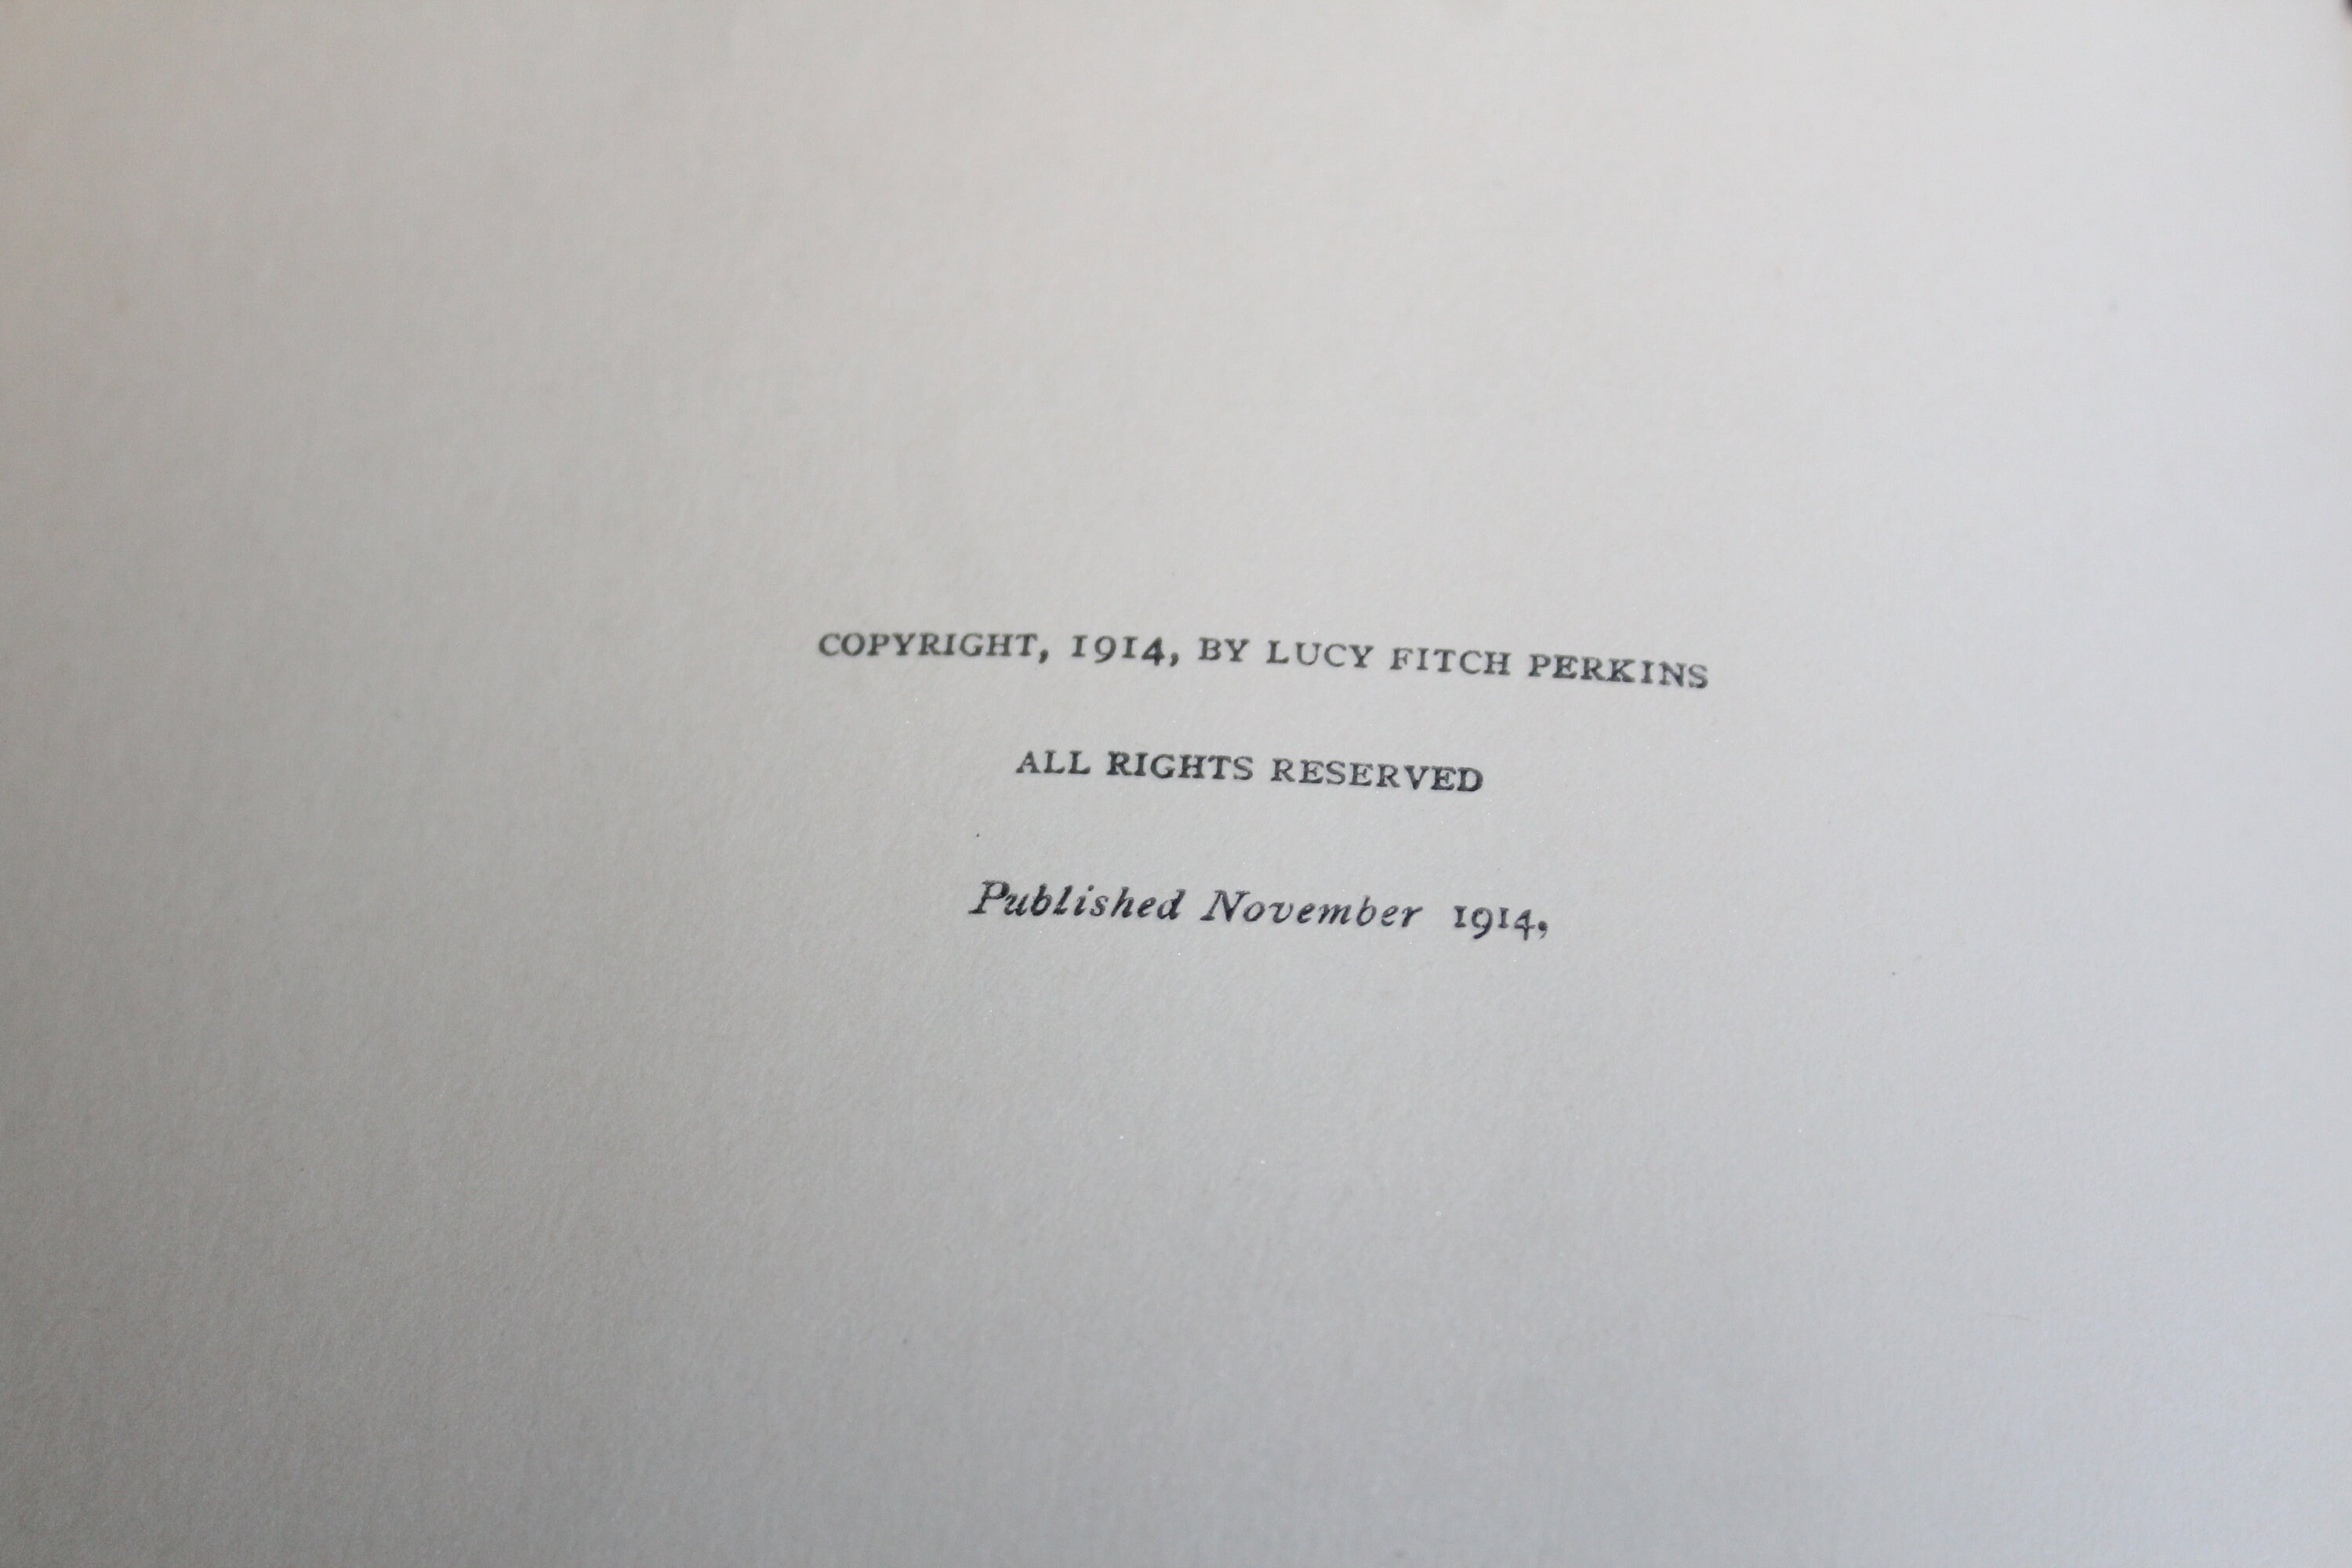 COPYRIGHT, 1914, BY LUCY FITCH PERKINS
ALL RIGHTS RESERVED
Published November 1914,